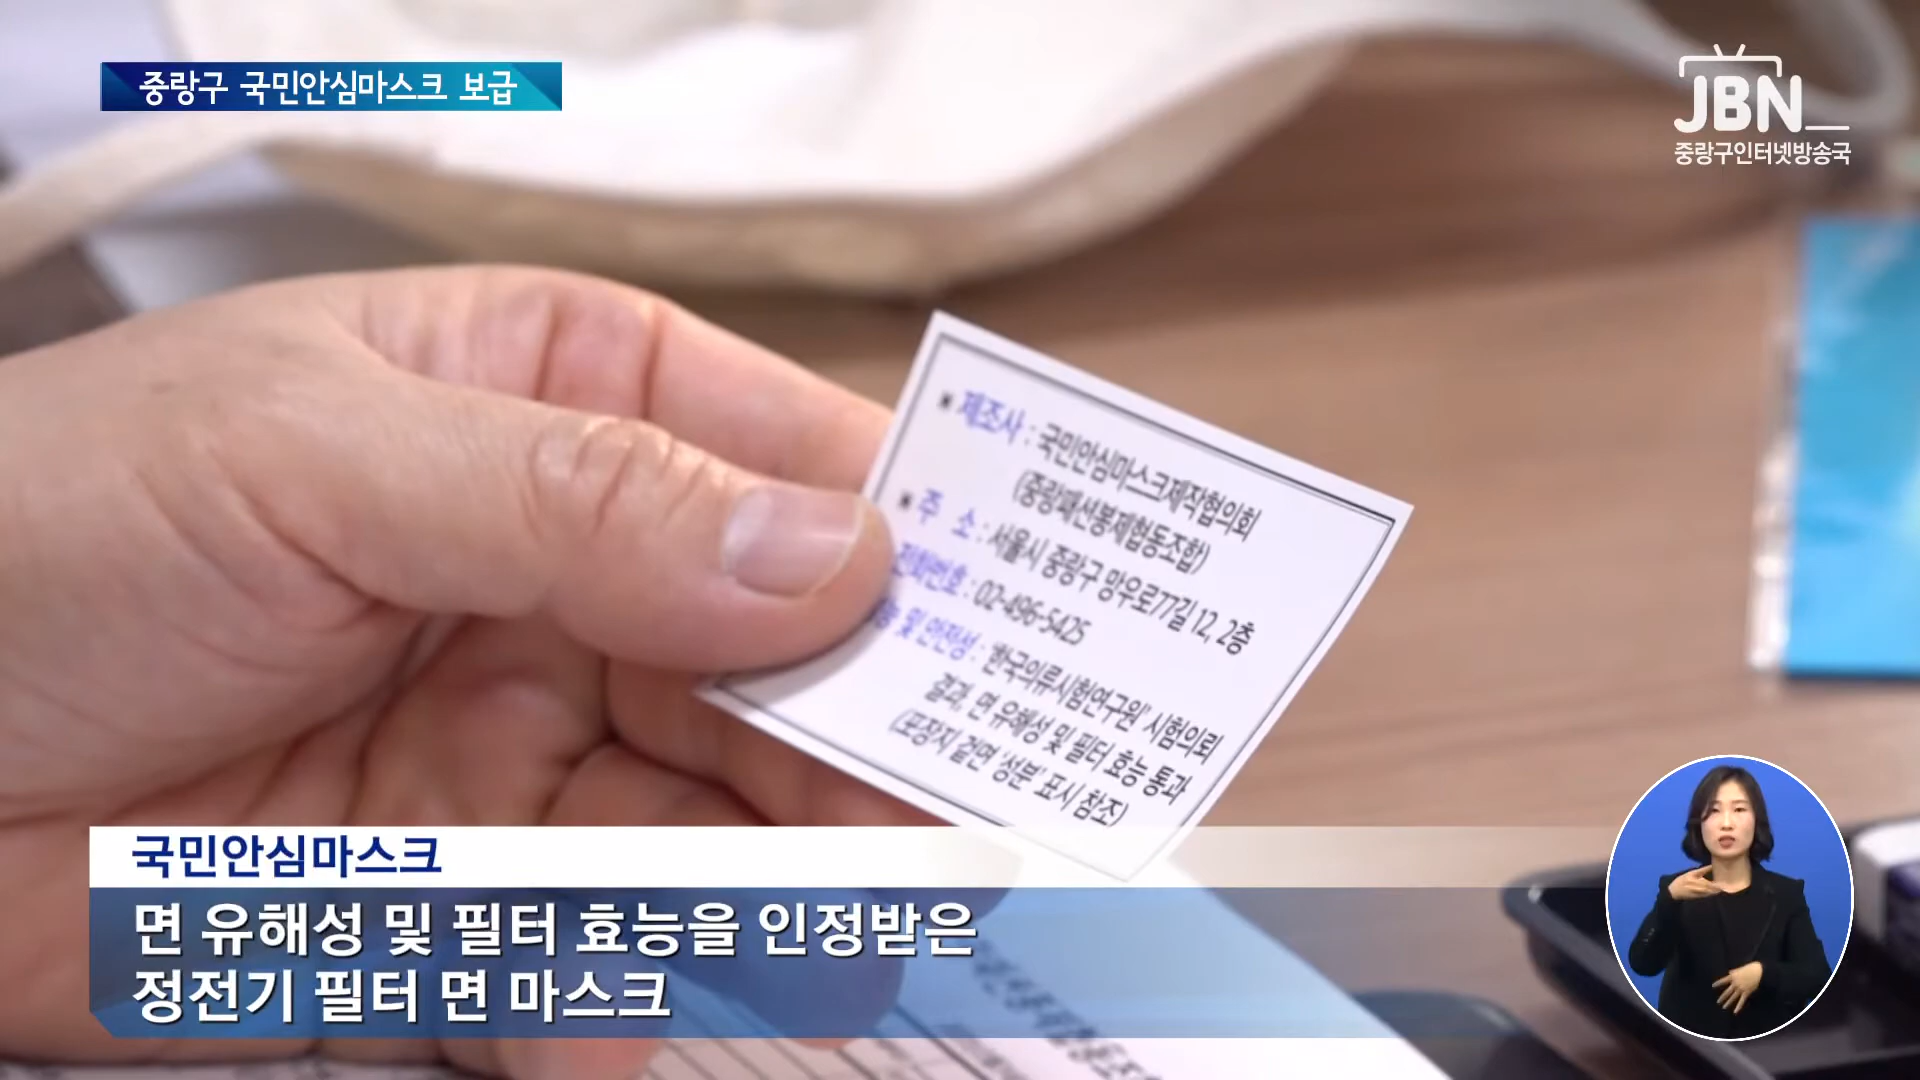 중랑구 국민안심마스크 보급
JBN
중랑구인터넷방송국
▪ 제조사 : 국민안심마스크제작협의회
(중랑패션봉제협동조합)
▪ 주 소 : 서울시 중랑구 망우로77길 12, 2층
전화번호 : 02-496-5425
능 및 안전성 : '한국의류시험연구원' 시험의뢰
결과, 면 유해성 및 필터 효능 통과
(포장지 겉면 '성분' 표시 참조)
국민안심마스크
면 유해성 및 필터 효능을 인정받은
정전기 필터 면 마스크